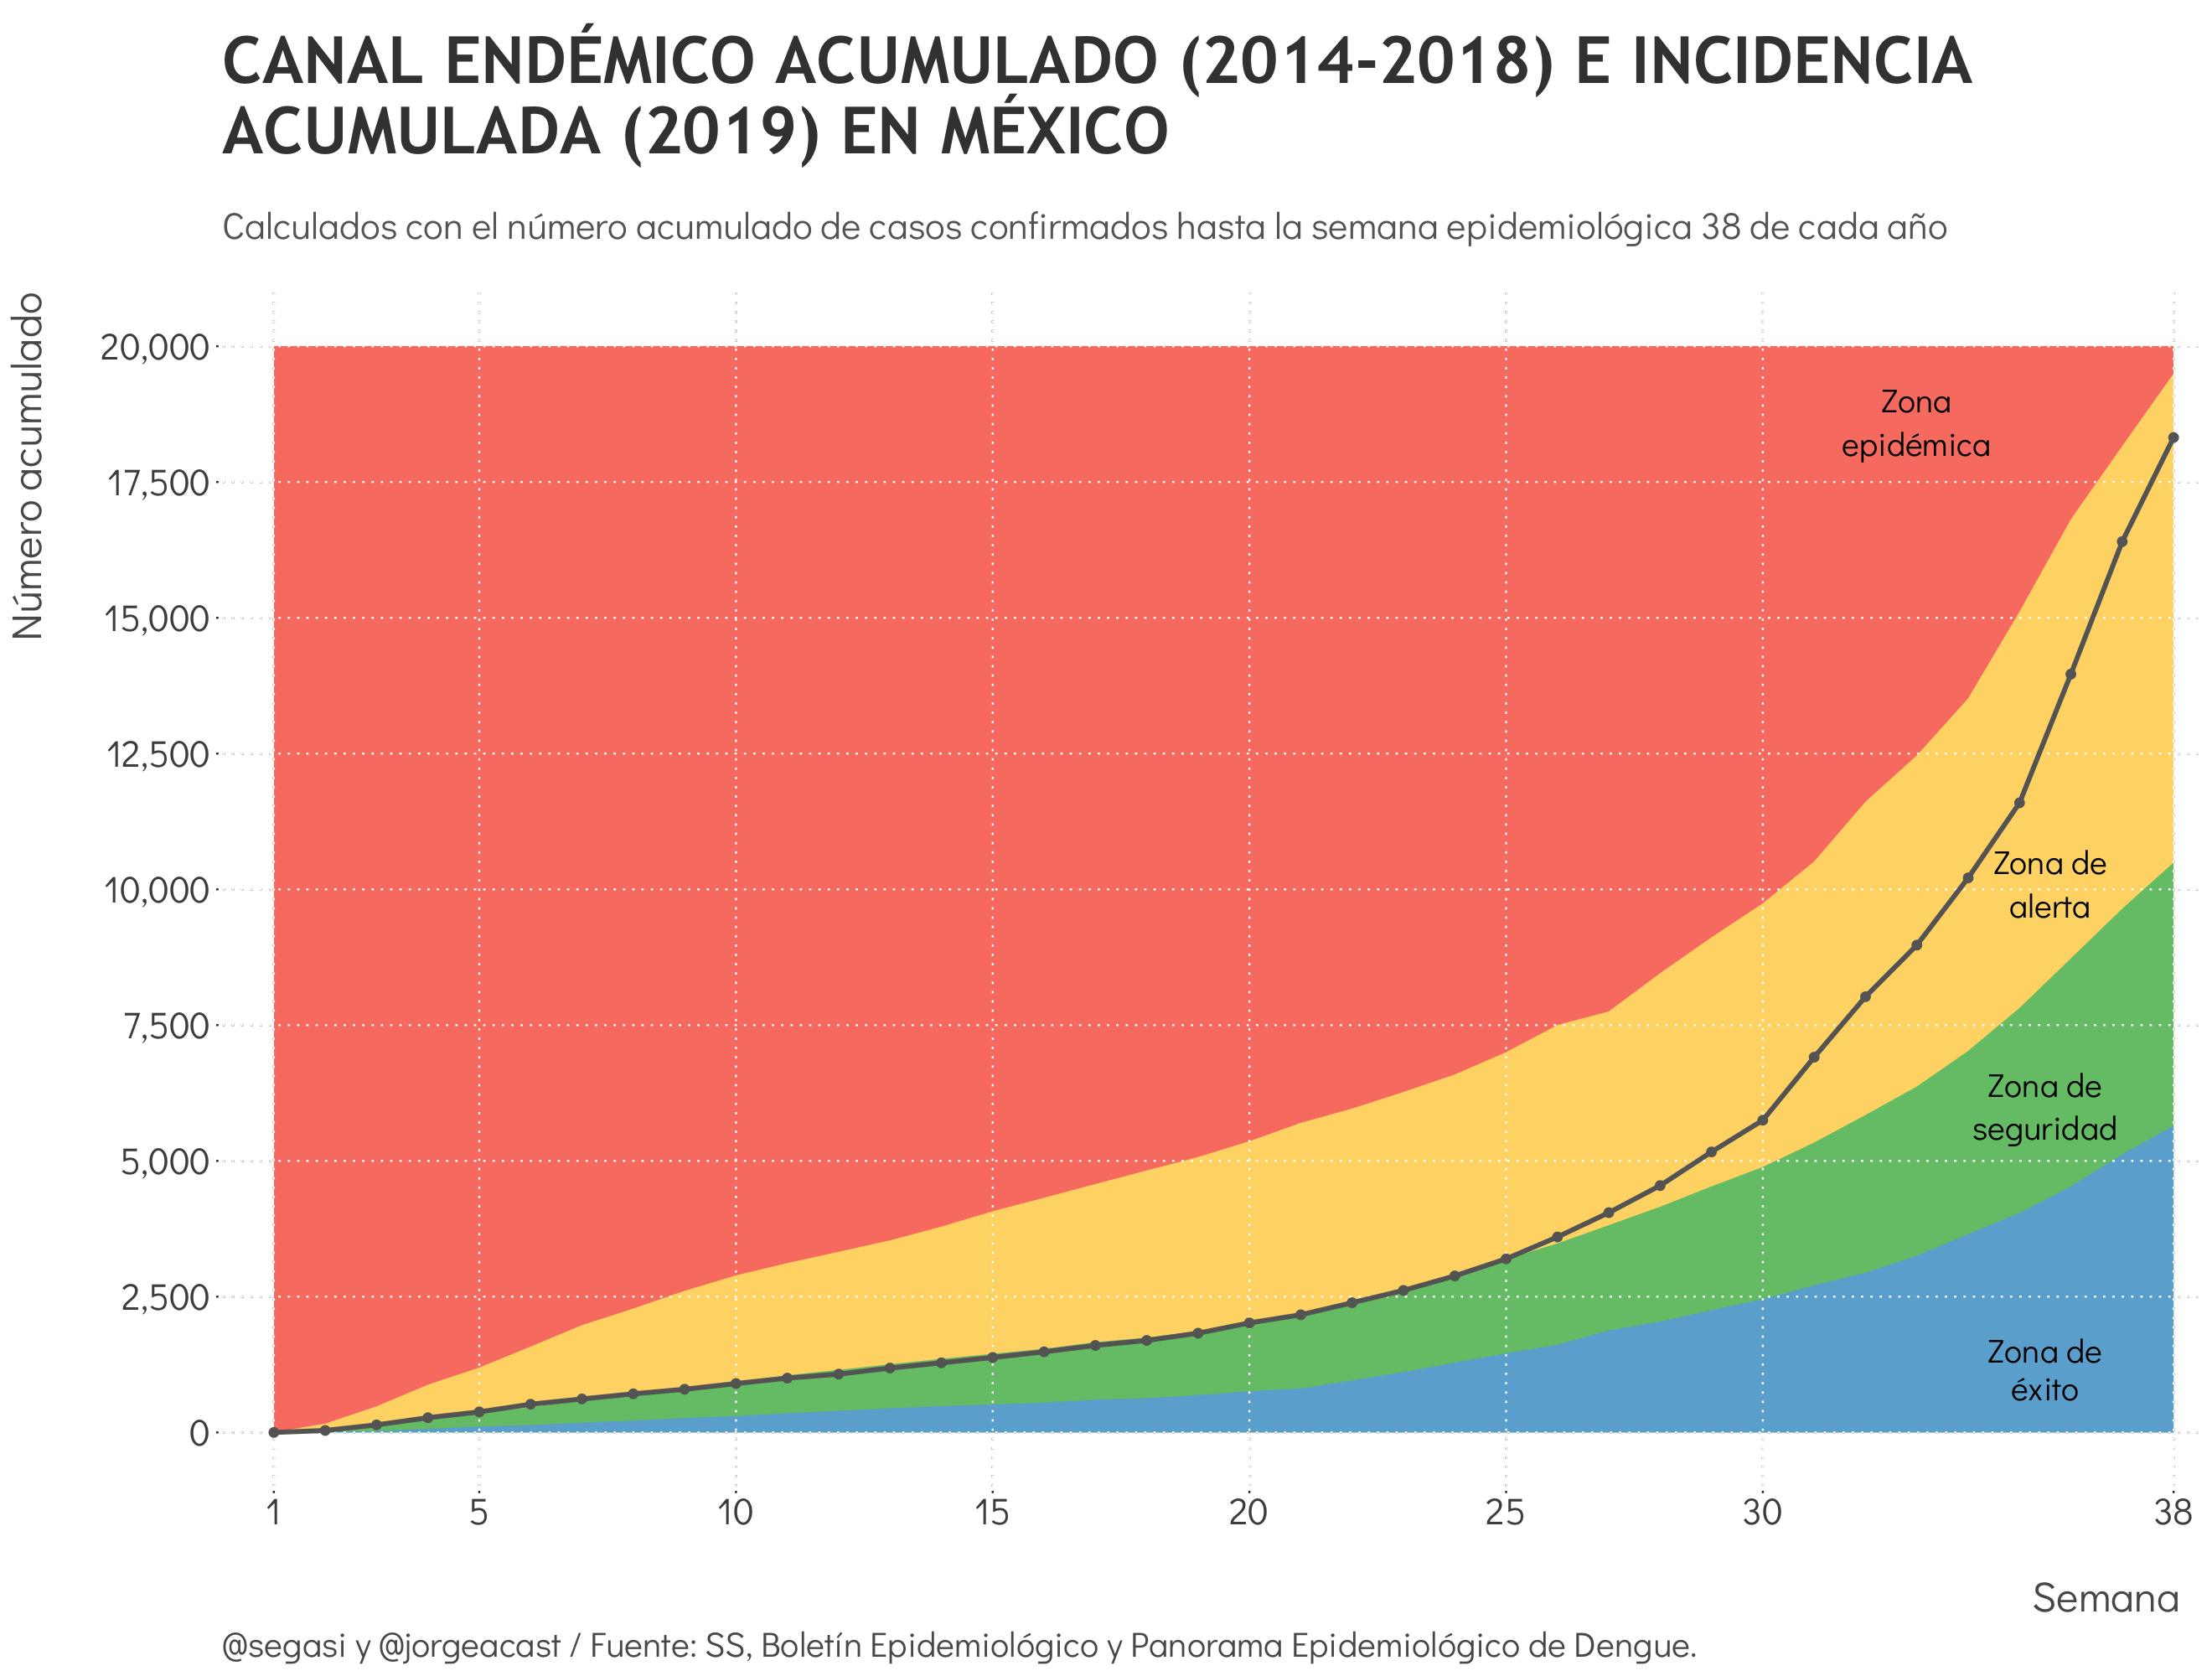 CANAL ENDÉMICO ACUMULADO (2014-2018) E INCIDENCIA
ACUMULADA (2019) EN MÉXICO
Calculados con el número acumulado de casos confirmados hasta la semana epidemiológica 38 de cada año
Número acumulado
20,000
17,500
15,000
12,500
10,000
7,500
5,000
2,500
0
Zona
epidémica
Zona de
alerta
Zona de
seguridad
Zona de
éxito
1 5 10 15 20 25 30 38
Semana
@segasi y @jorgeacast / Fuente: SS, Boletín Epidemiológico y Panorama Epidemiológico de Dengue.